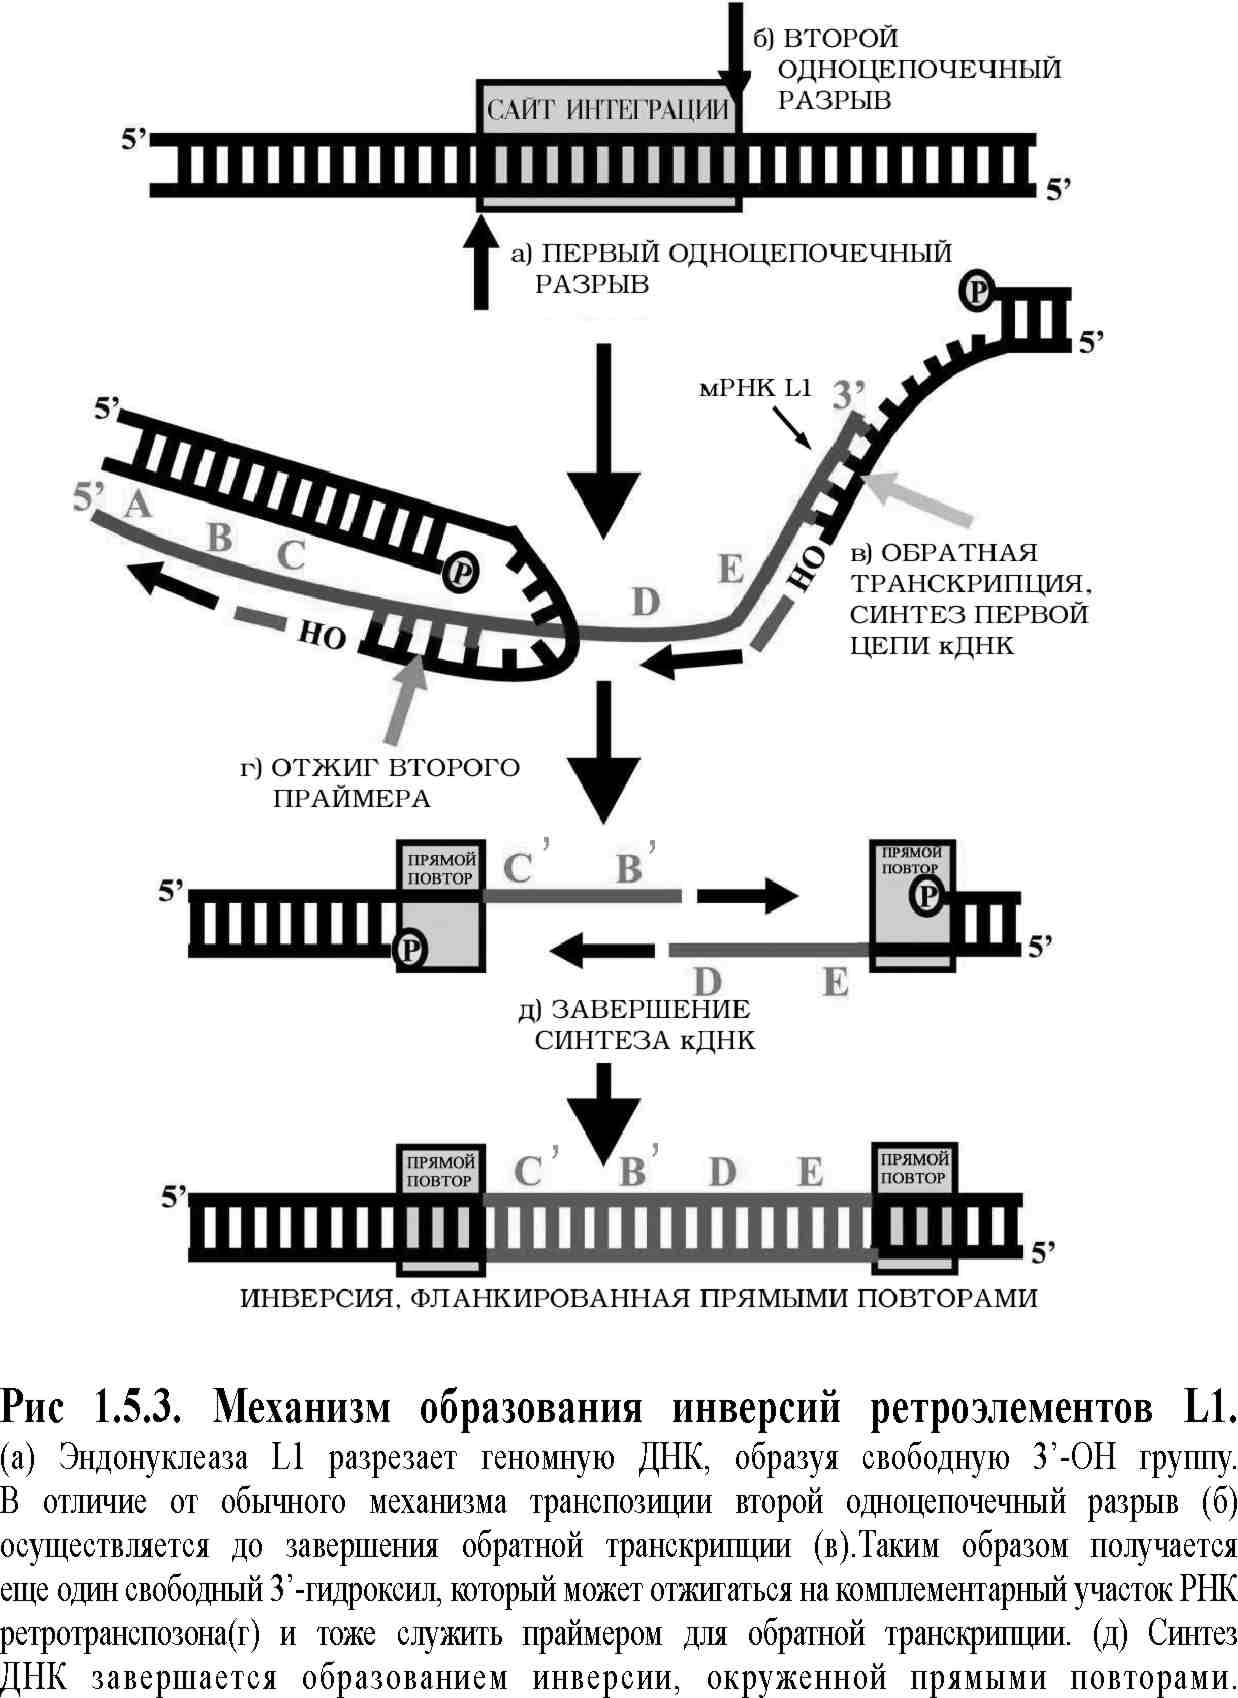 б) ВТОРОЙ
ОДНОЦЕПОЧЕЧНЫЙ
РАЗРЫВ
САЙТ ИНТЕГРАЦИИ
5’
5’
а) ПЕРВЫЙ ОДНОЦЕПОЧЕЧНЫЙ
РАЗРЫВ
P
5’
мРНК L1
3’
5’
5’ A B C
P
D
E
HO
HO
в) ОБРАТНАЯ
ТРАНСКРИПЦИЯ,
СИНТЕЗ ПЕРВОЙ
ЦЕПИ кДНК
г) ОТЖИГ ВТОРОГО
ПРАЙМЕРА
ПРЯМОЙ
ПОВТОР
C’ B’
ПРЯМОЙ
ПОВТОР
5’
P
P
5’
D E
д) ЗАВЕРШЕНИЕ
СИНТЕЗА кДНК
ПРЯМОЙ
ПОВТОР
C’ B’ D E
ПРЯМОЙ
ПОВТОР
5’
5’
ИНВЕРСИЯ, ФЛАНКИРОВАННАЯ ПРЯМЫМИ ПОВТОРАМИ
Рис 1.5.3. Механизм образования инверсий ретроэлементов L1.
(а) Эндонуклеаза L1 разрезает геномную ДНК, образуя свободную 3’-ОН группу.
В отличие от обычного механизма транспозиции второй одноцепочечный разрыв (б)
осуществляется до завершения обратной транскрипции (в).Таким образом получается
еще один свободный 3’-гидроксил, который может отжигаться на комплементарный участок РНК
ретротранспозона(г) и тоже служить праймером для обратной транскрипции. (д) Синтез
ДНК завершается образованием инверсии, окруженной прямыми повторами.